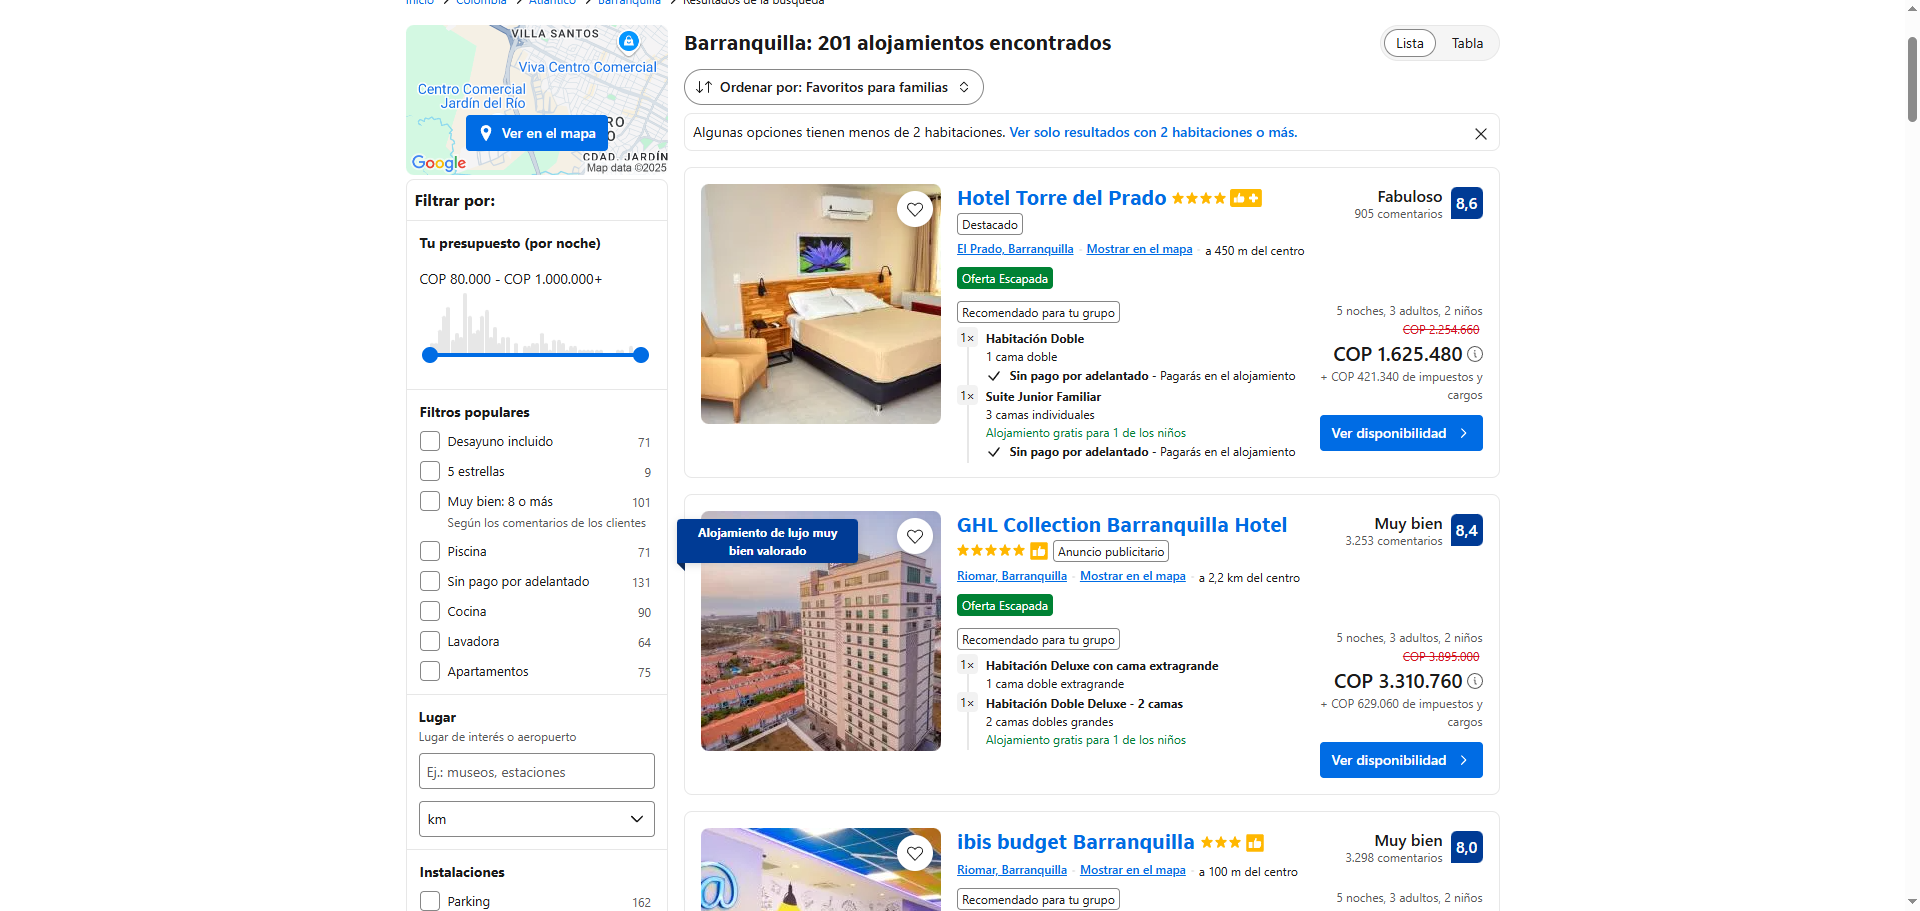 Inicio > Colombia > Atlántico > Barranquilla > Resultados de la búsqueda
VILLA SANTOS
Viva Centro Comercial
Centro Comercial
Jardín del Río
Ver en el mapa
CDAD. JARDÍN
Google
Map data ©2025
Filtrar por:
Tu presupuesto (por noche)
COP 80.000 - COP 1.000.000+
Filtros populares
Desayuno incluido 71
5 estrellas 9
Muy bien: 8 o más 101
Según los comentarios de los clientes
Piscina 71
Sin pago por adelantado 131
Cocina 90
Lavadora 64
Apartamentos 75
Lugar
Lugar de interés o aeropuerto
Ej.: museos, estaciones
km
Instalaciones
Parking 162
Barranquilla: 201 alojamientos encontrados
Lista Tabla
Ordenar por: Favoritos para familias
Algunas opciones tienen menos de 2 habitaciones. Ver solo resultados con 2 habitaciones o más.
Hotel Torre del Prado
Fabuloso 8,6
905 comentarios
Destacado
El Prado, Barranquilla · Mostrar en el mapa · a 450 m del centro
Oferta Escapada
Recomendado para tu grupo
1× Habitación Doble
1 cama doble
Sin pago por adelantado - Pagarás en el alojamiento
1× Suite Junior Familiar
3 camas individuales
Alojamiento gratis para 1 de los niños
Sin pago por adelantado - Pagarás en el alojamiento
5 noches, 3 adultos, 2 niños
COP 2.254.660
COP 1.625.480
+ COP 421.340 de impuestos y
cargos
Ver disponibilidad
Alojamiento de lujo muy
bien valorado
GHL Collection Barranquilla Hotel
Muy bien 8,4
3.253 comentarios
Anuncio publicitario
Riomar, Barranquilla · Mostrar en el mapa · a 2,2 km del centro
Oferta Escapada
Recomendado para tu grupo
1× Habitación Deluxe con cama extragrande
1 cama doble extragrande
1× Habitación Doble Deluxe - 2 camas
2 camas dobles grandes
Alojamiento gratis para 1 de los niños
5 noches, 3 adultos, 2 niños
COP 3.895.000
COP 3.310.760
+ COP 629.060 de impuestos y
cargos
Ver disponibilidad
@
ibis budget Barranquilla
Muy bien 8,0
3.298 comentarios
Riomar, Barranquilla · Mostrar en el mapa · a 100 m del centro
Recomendado para tu grupo
5 noches, 3 adultos, 2 niños